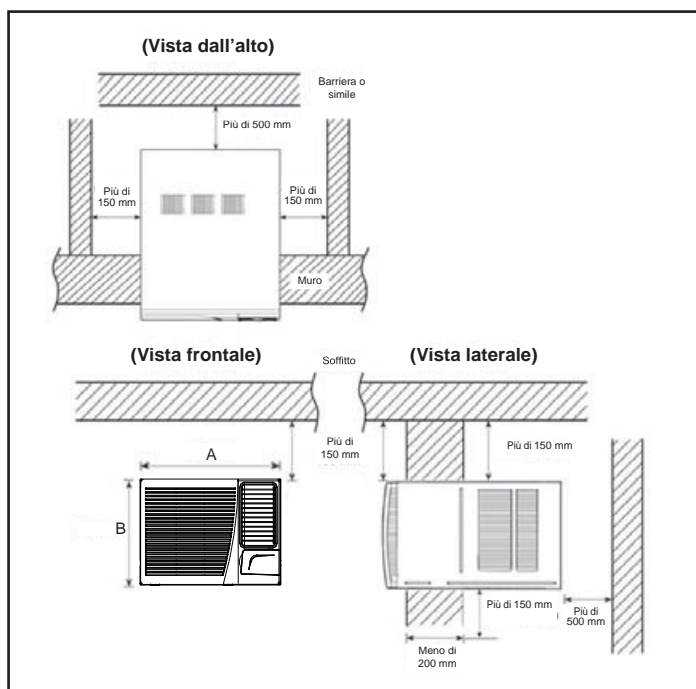 (Vista dall'alto)
Barriera o
simile
Più di 500 mm
Più di
150 mm
Più di
150 mm
Muro
(Vista frontale)
Soffitto
(Vista laterale)
Più di
150 mm
Più di 150 mm
A
B
Più di 150 mm
Più di
500 mm
Meno di
200 mm